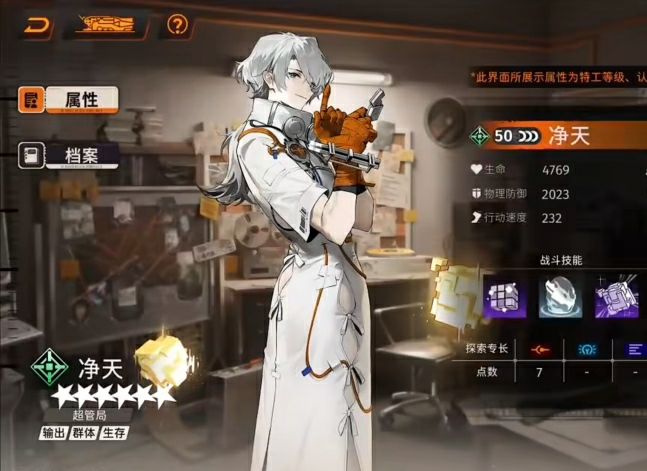 属性
档案
*此界面所展示属性为特工等级、认
50 净天
生命 4769
物理防御 2023
行动速度 232
战斗技能
探索专长
点数 7 - -
净天
超管局
输出 群体 生存